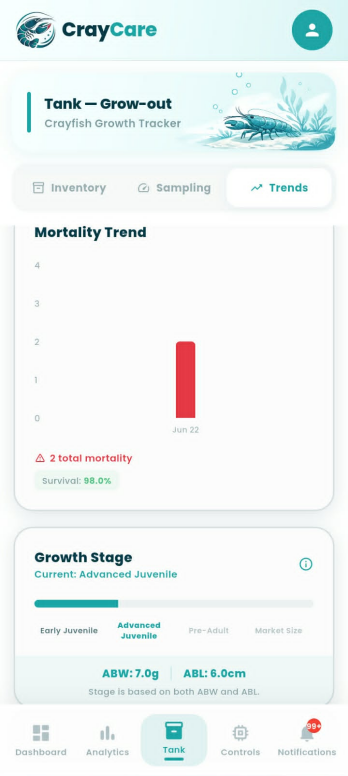 CrayCare
Tank — Grow-out
Crayfish Growth Tracker
Inventory
Sampling
Trends
Mortality Trend
4
3
2
1
0
Jun 22
2 total mortality
Survival: 98.0%
Growth Stage
Current: Advanced Juvenile
Early Juvenile
Advanced
Juvenile
Pre-Adult
Market Size
ABW: 7.0g
ABL: 6.0cm
Stage is based on both ABW and ABL.
99+
Dashboard
Analytics
Tank
Controls
Notifications